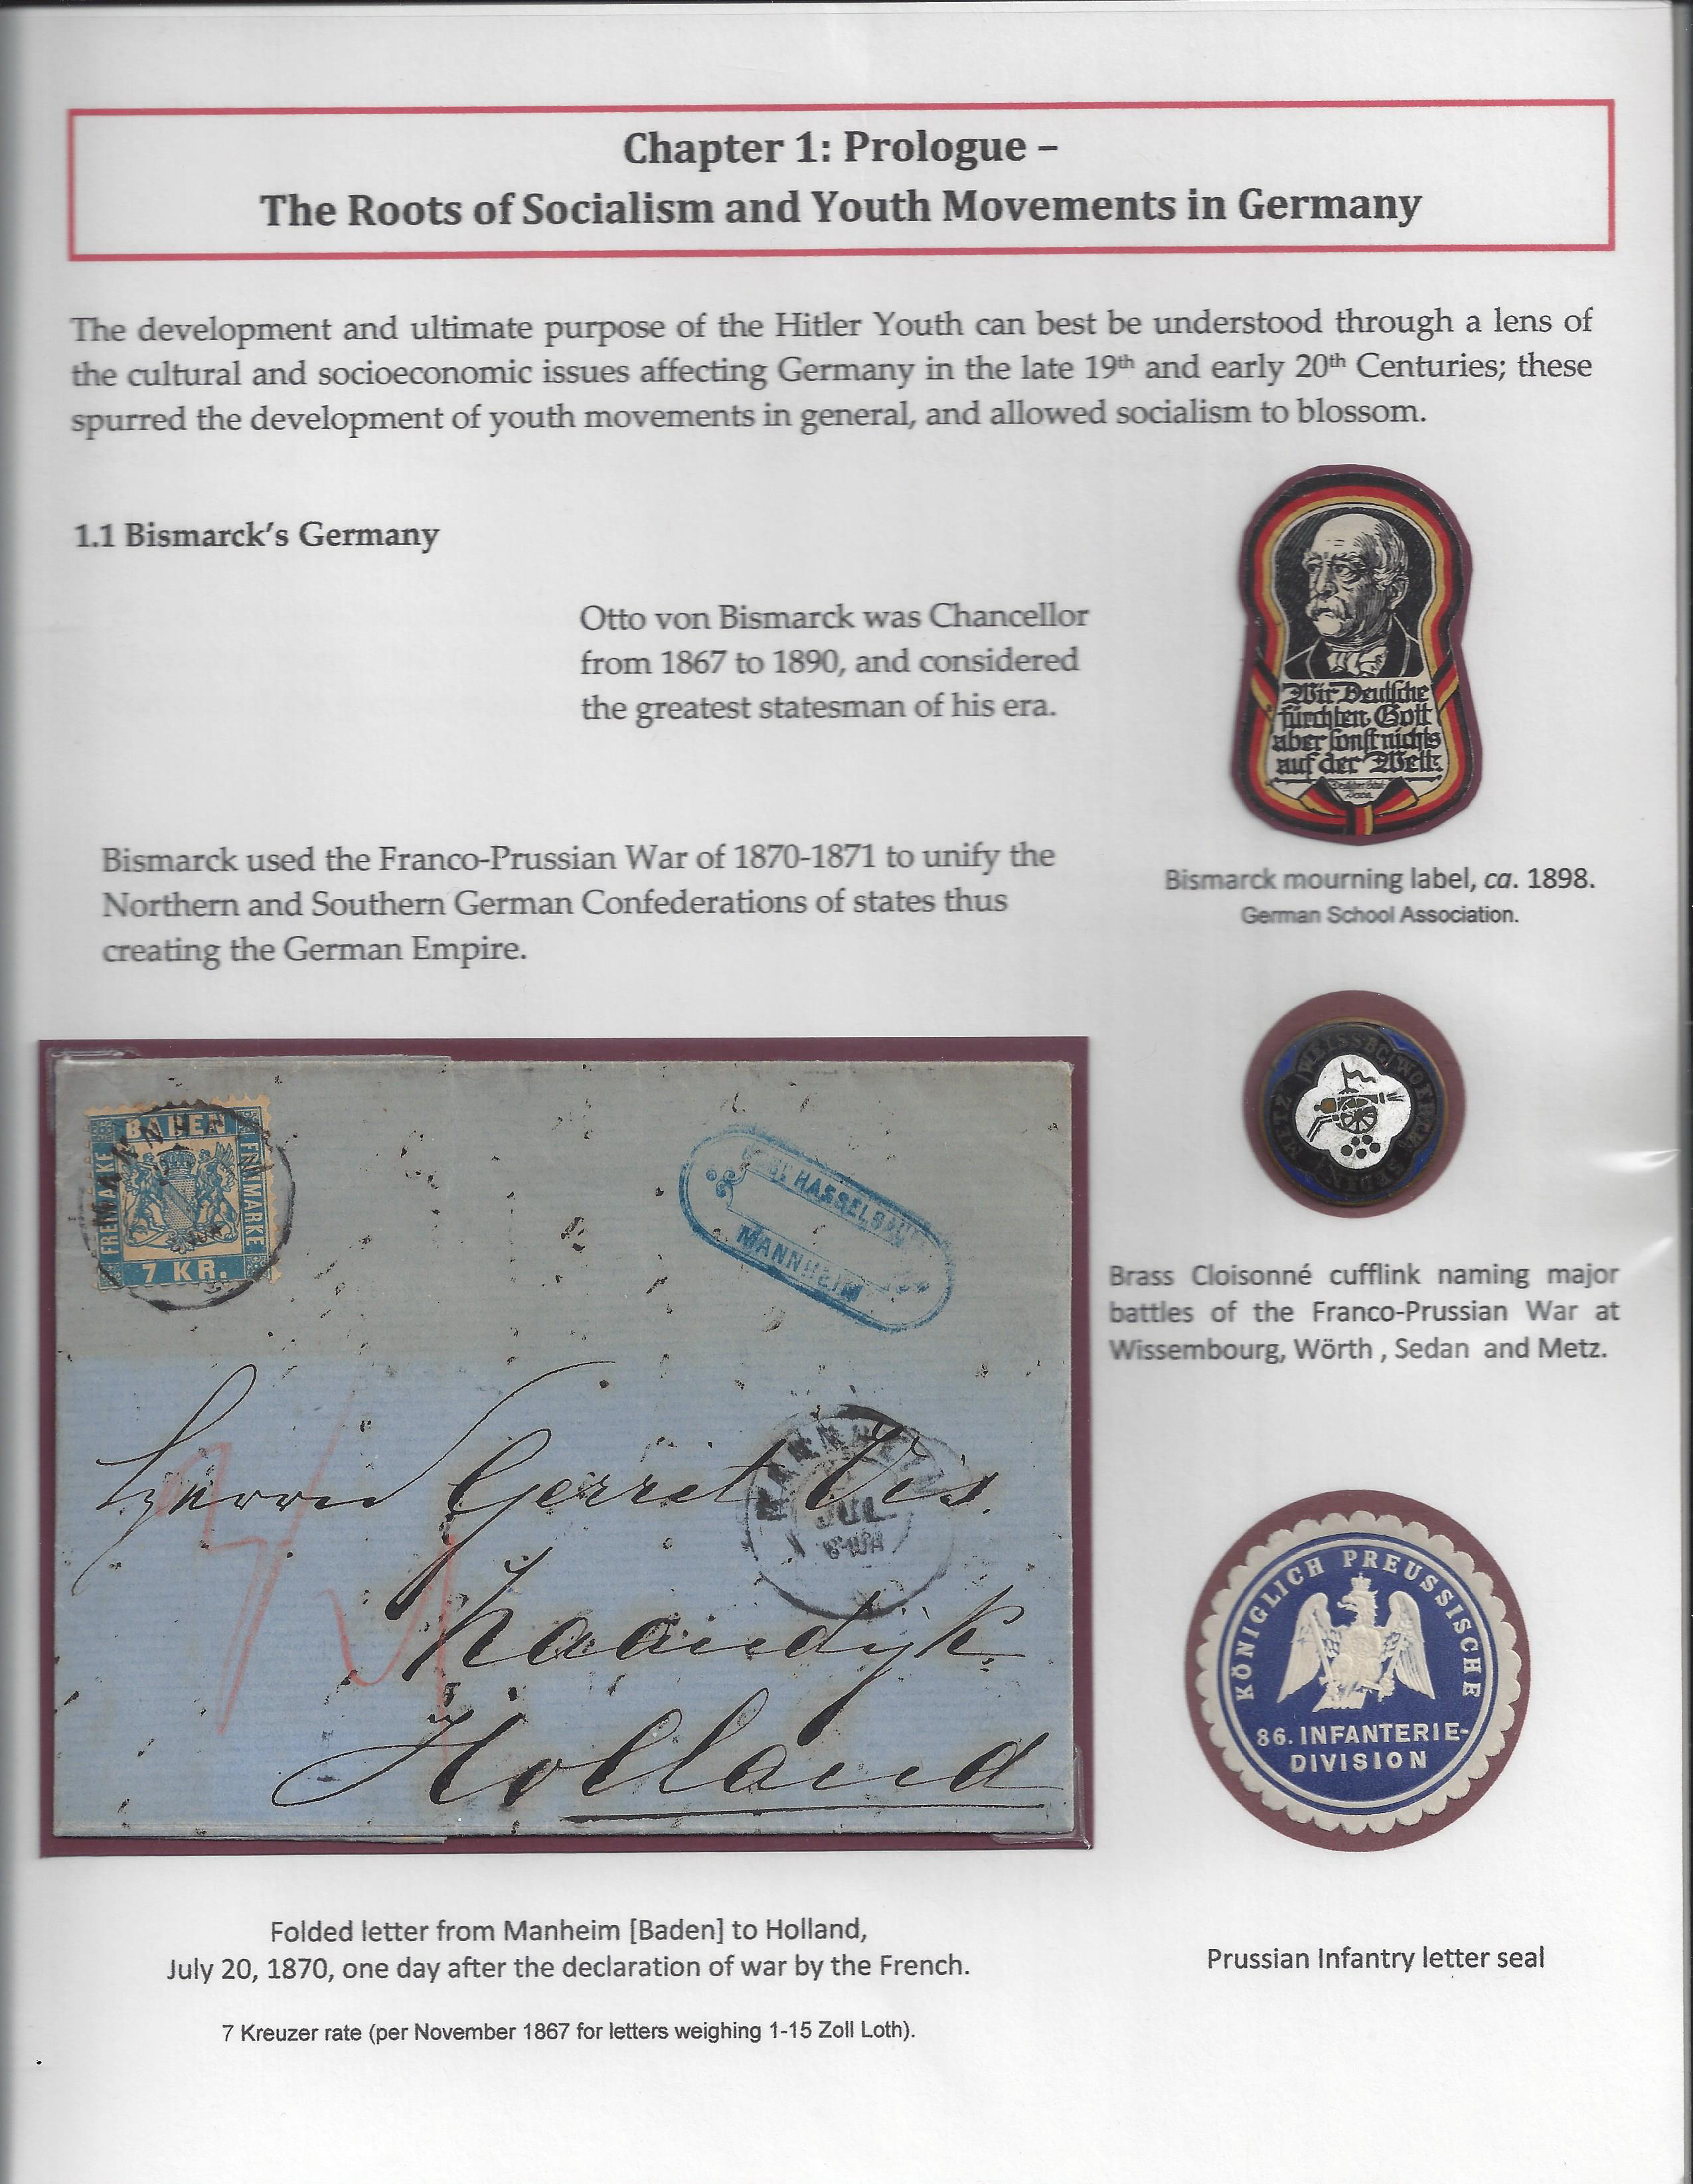 Chapter 1: Prologue –
The Roots of Socialism and Youth Movements in Germany
The development and ultimate purpose of the Hitler Youth can best be understood through a lens of
the cultural and socioeconomic issues affecting Germany in the late 19th and early 20th Centuries; these
spurred the development of youth movements in general, and allowed socialism to blossom.
1.1 Bismarck's Germany
Otto von Bismarck was Chancellor
from 1867 to 1890, and considered
the greatest statesman of his era.
Wir Deutsche
fürchten Gott
aber sonst nichts
auf der Welt.
Bismarck mourning label, ca. 1898.
German School Association.
Bismarck used the Franco-Prussian War of 1870-1871 to unify the
Northern and Southern German Confederations of states thus
creating the German Empire.
WOERTH SEDAN METZ
Brass Cloisonné cufflink naming major
battles of the Franco-Prussian War at
Wissembourg, Wörth , Sedan and Metz.
BADEN
FREIMARKE
FREIMARKE
7 KR.
MANNHEIM
MANNHEIM
MANNHEIM
JUL
Herrn Gerrit Vis.
Zaandyk.
Holland
KÖNIGLICH PREUSSISCHE
86. INFANTERIE-
DIVISION
Folded letter from Manheim [Baden] to Holland,
July 20, 1870, one day after the declaration of war by the French.
7 Kreuzer rate (per November 1867 for letters weighing 1-15 Zoll Loth).
Prussian Infantry letter seal